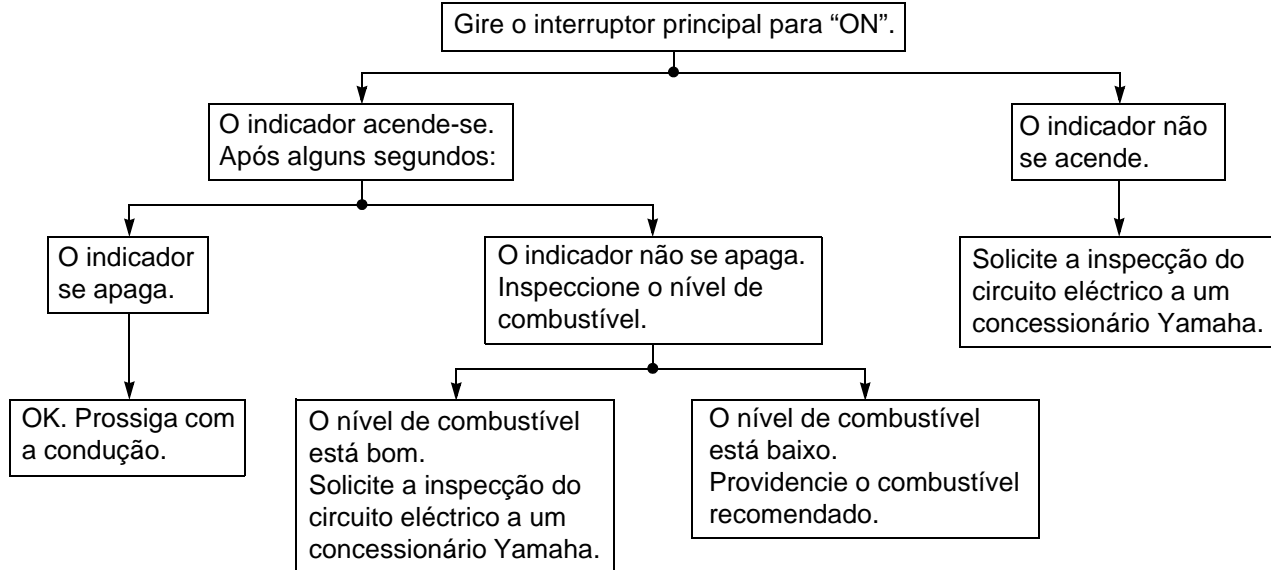 Gire o interruptor principal para “ON”.
O indicador acende-se.
Após alguns segundos:
O indicador não
se acende.
O indicador
se apaga.
O indicador não se apaga.
Inspeccione o nível de
combustível.
Solicite a inspecção do
circuito eléctrico a um
concessionário Yamaha.
OK. Prossiga com
a condução.
O nível de combustível
está bom.
Solicite a inspecção do
circuito eléctrico a um
concessionário Yamaha.
O nível de combustível
está baixo.
Providencie o combustível
recomendado.